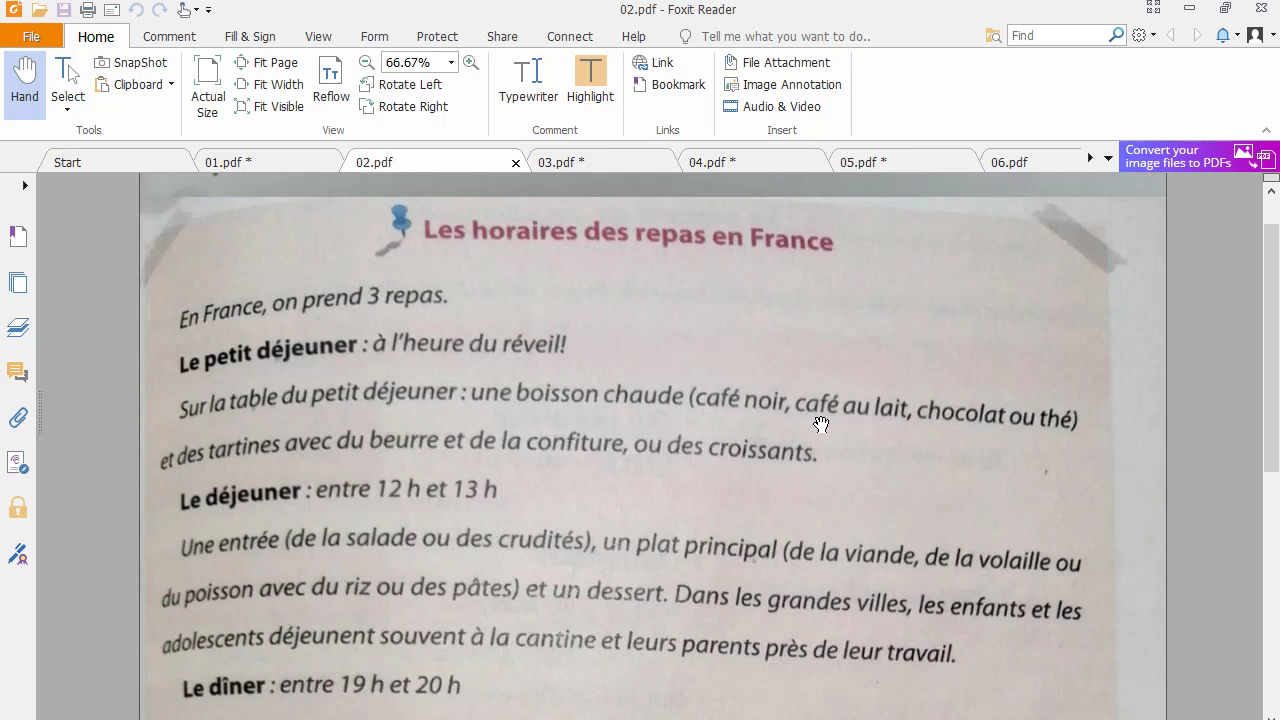 02.pdf - Foxit Reader
File Home Comment Fill & Sign View Form Protect Share Connect Help Tell me what you want to do.. Find
Hand
Select
SnapShot
Clipboard
Tools
Actual Size
Fit Page
Fit Width
Fit Visible
Reflow
66.67%
Rotate Left
Rotate Right
View
Typewriter
Highlight
Comment
Link
Bookmark
Links
File Attachment
Image Annotation
Audio & Video
Insert
Start 01.pdf * 02.pdf 03.pdf * 04.pdf * 05.pdf * 06.pdf
Convert your
image files to PDFs
Les horaires des repas en France
En France, on prend 3 repas.
Le petit déjeuner : à l'heure du réveil!
Sur la table du petit déjeuner : une boisson chaude (café noir, café au lait, chocolat ou thé)
et des tartines avec du beurre et de la confiture, ou des croissants.
Le déjeuner : entre 12 h et 13 h
Une entrée (de la salade ou des crudités), un plat principal (de la viande, de la volaille ou
du poisson avec du riz ou des pâtes) et un dessert. Dans les grandes villes, les enfants et les
adolescents déjeunent souvent à la cantine et leurs parents près de leur travail.
Le dîner : entre 19 h et 20 h